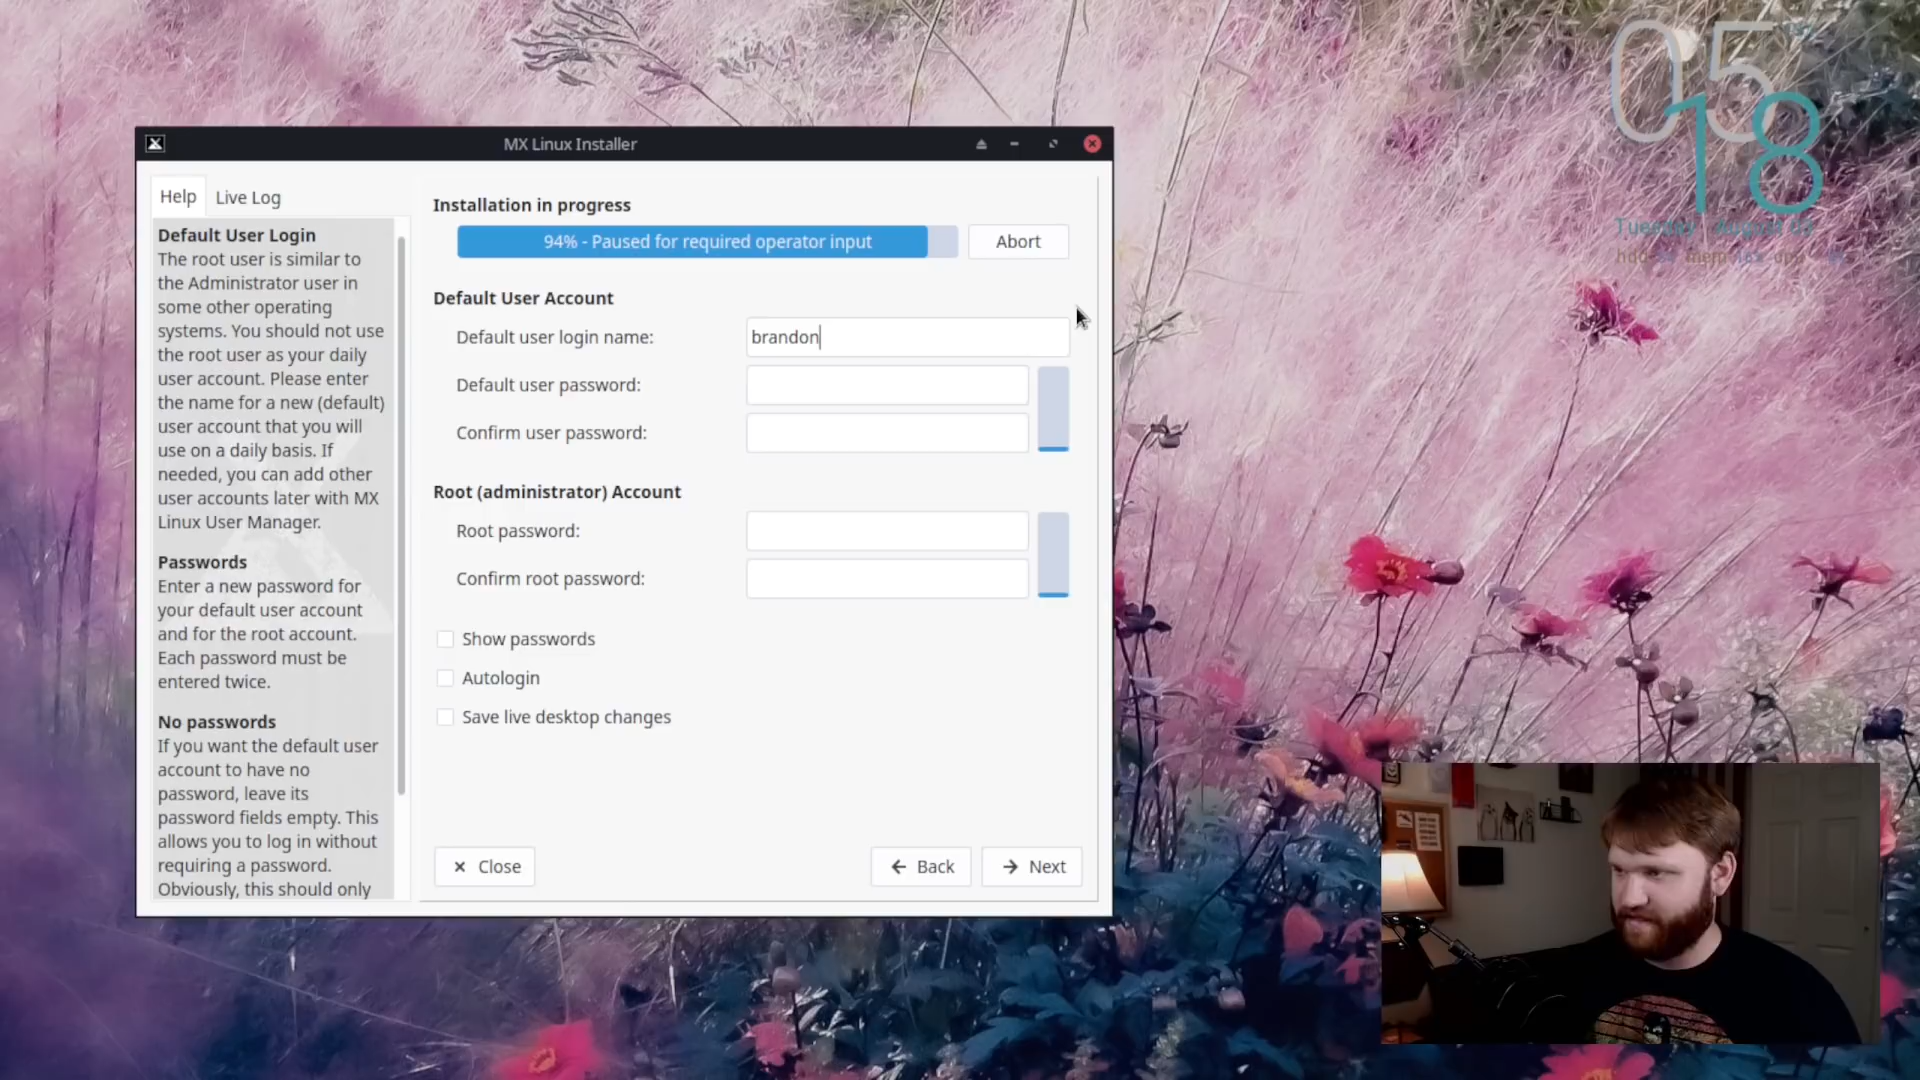 05
18
Tuesday August 03
hdd mem cpu
MX Linux Installer
Help
Live Log
Default User Login
The root user is similar to
the Administrator user in
some other operating
systems. You should not use
the root user as your daily
user account. Please enter
the name for a new (default)
user account that you will
use on a daily basis. If
needed, you can add other
user accounts later with MX
Linux User Manager.
Passwords
Enter a new password for
your default user account
and for the root account.
Each password must be
entered twice.
No passwords
If you want the default user
account to have no
password, leave its
password fields empty. This
allows you to log in without
requiring a password.
Obviously, this should only
Installation in progress
94% - Paused for required operator input
Abort
Default User Account
Default user login name:
brandon
Default user password:
Confirm user password:
Root (administrator) Account
Root password:
Confirm root password:
Show passwords
Autologin
Save live desktop changes
Close
Back
Next